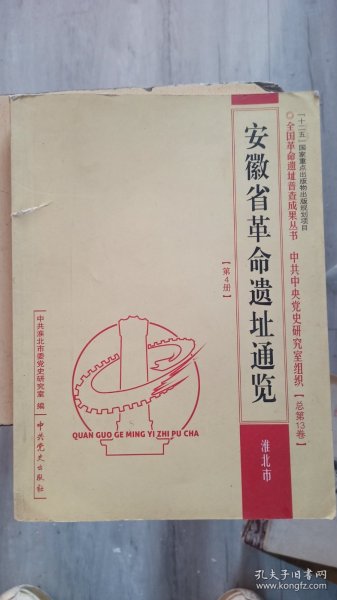 「十二五」国家重点出版物出版规划项目
◎全国革命遗址普查成果丛书 中共中央党史研究室组织【总第13卷】
安徽省革命遗址通览
【第4册】
淮北市
QUAN GUO GE MING YI ZHI PU CHA
中共淮北市委党史研究室 编
中共党史出版社
孔夫子旧书网
www.kongfz.com